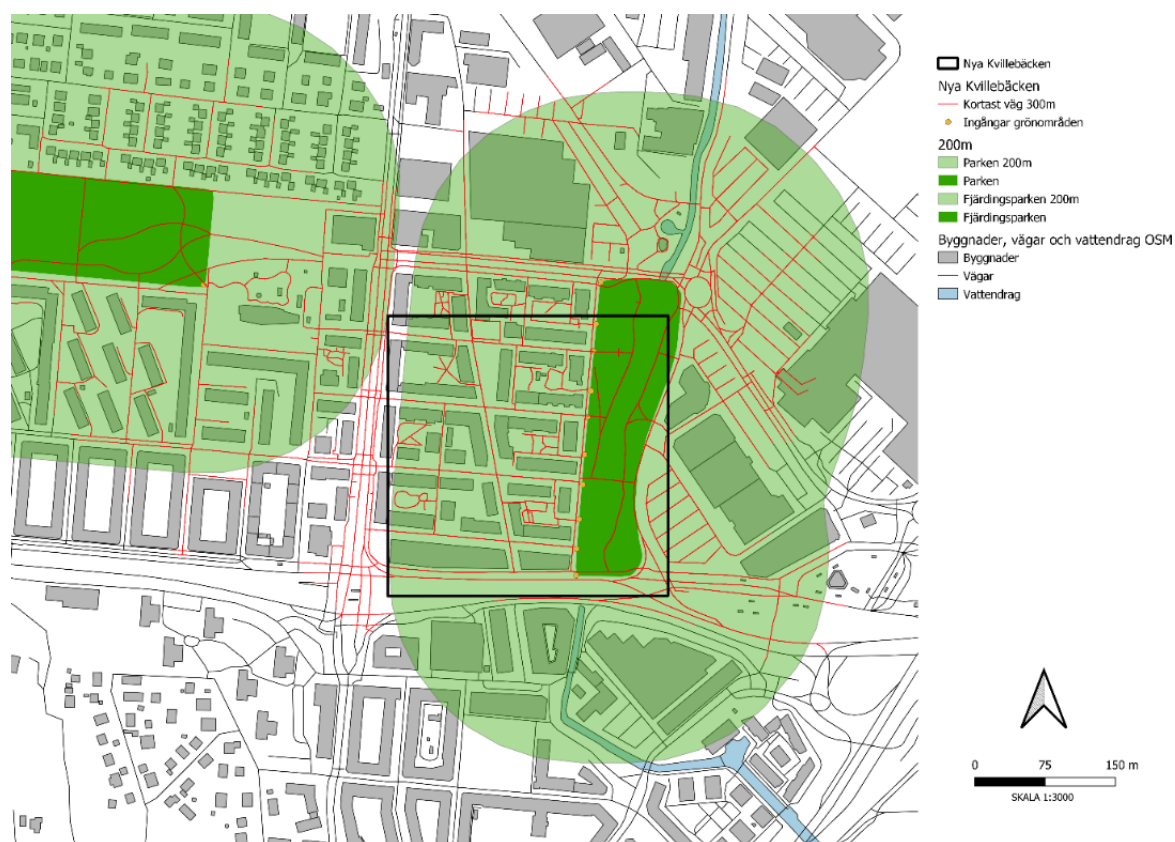 Nya Kvillebäcken
Nya Kvillebäcken
Kortast väg 300m
Ingångar grönområden
200m
Parken 200m
Parken
Fjärdingsparken 200m
Fjärdingsparken
Byggnader, vägar och vattendrag OSM
Byggnader
Vägar
Vattendrag
0 75 150 m
SKALA 1:3000